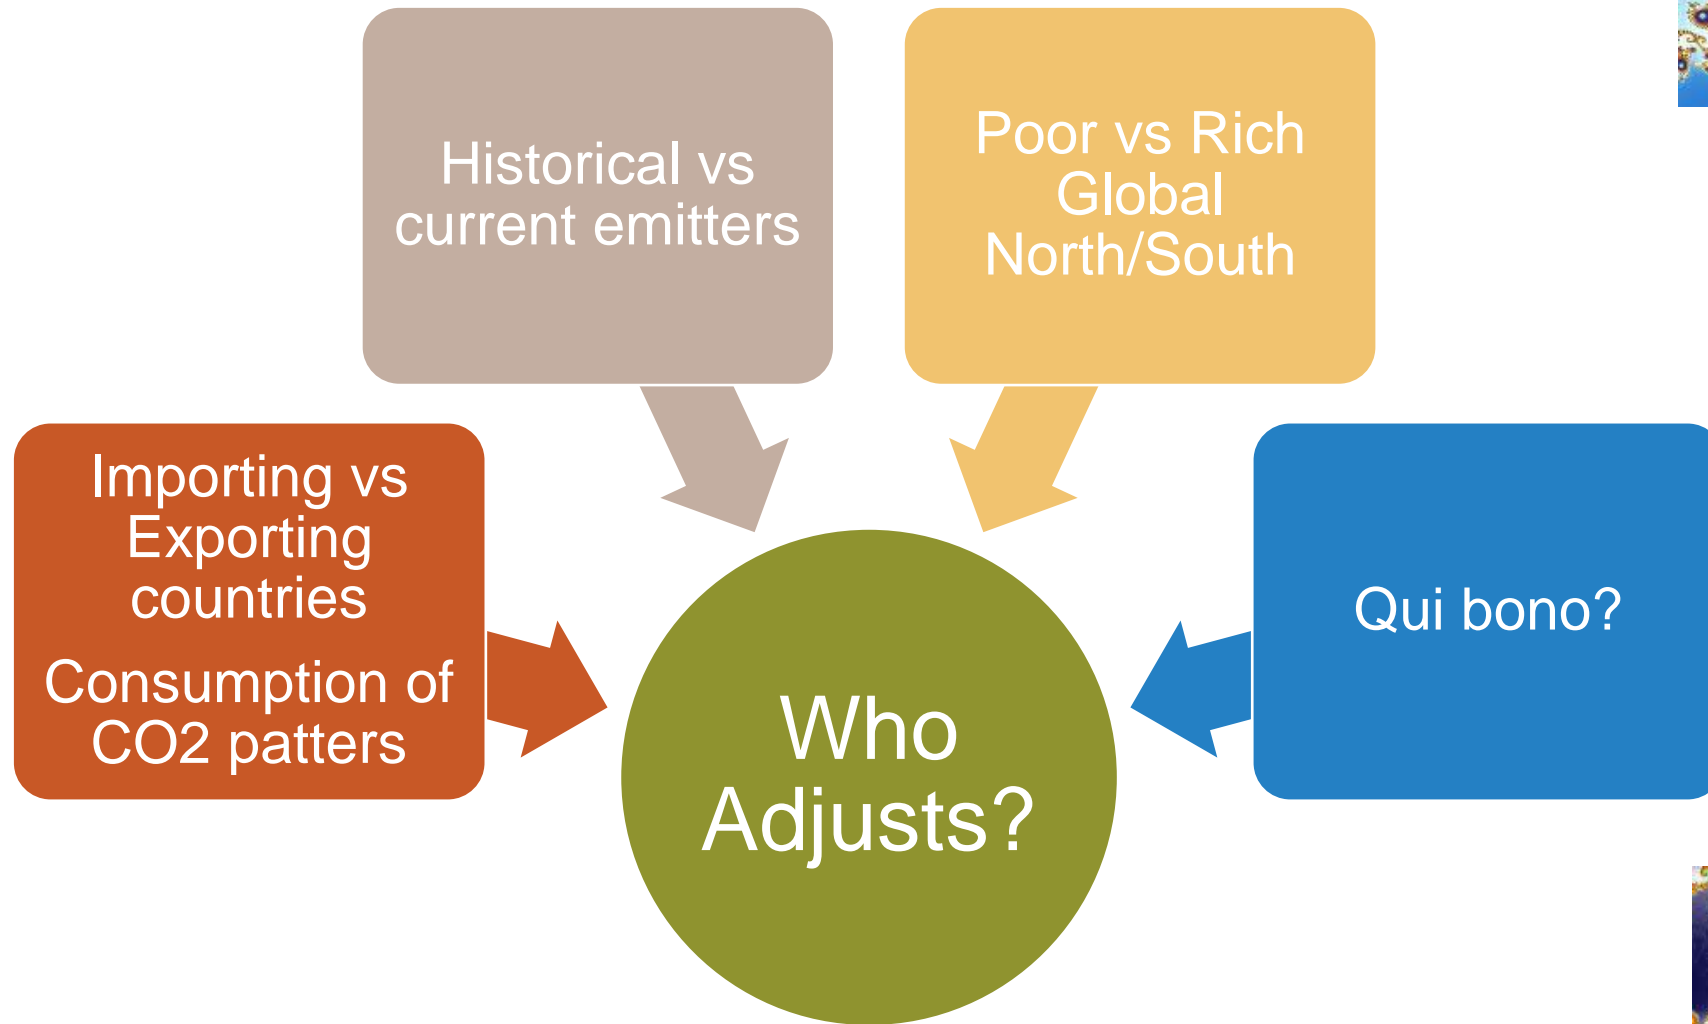 Historical vs
current emitters
Poor vs Rich
Global
North/South
Importing vs
Exporting
countries
Consumption of
CO2 patters
Qui bono?
Who
Adjusts?